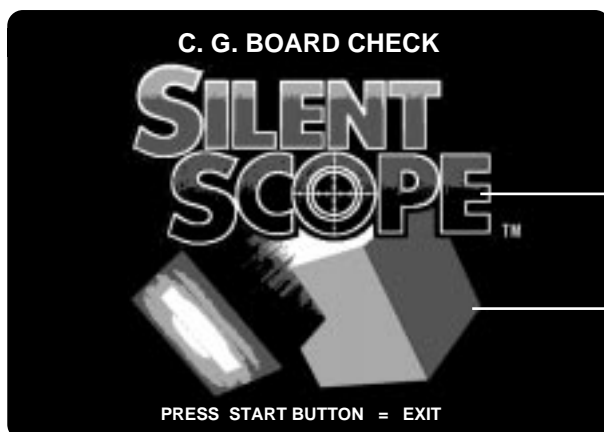 C. G. BOARD CHECK
SILENT
SCOPE TM
PRESS START BUTTON = EXIT